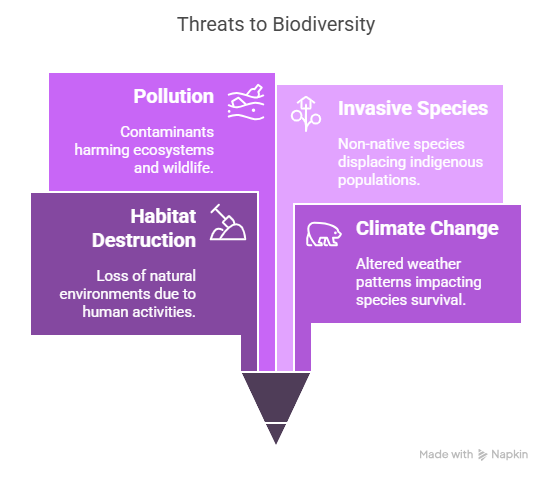 Threats to Biodiversity
Pollution
Contaminants
harming ecosystems
and wildlife.
Invasive Species
Non-native species
displacing indigenous
populations.
Habitat
Destruction
Loss of natural
environments due to
human activities.
Climate Change
Altered weather
patterns impacting
species survival.
Made with Napkin